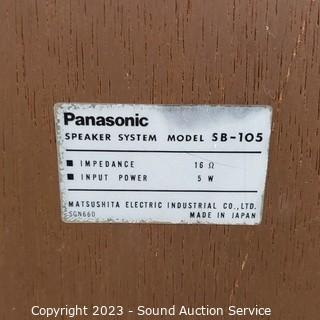 Panasonic
SPEAKER SYSTEM MODEL SB-105
■ IMPEDANCE 16 Ω
■ INPUT POWER 5 W
MATSUSHITA ELECTRIC INDUSTRIAL CO.,LTD.
SGN660 MADE IN JAPAN
Copyright 2023 - Sound Auction Service